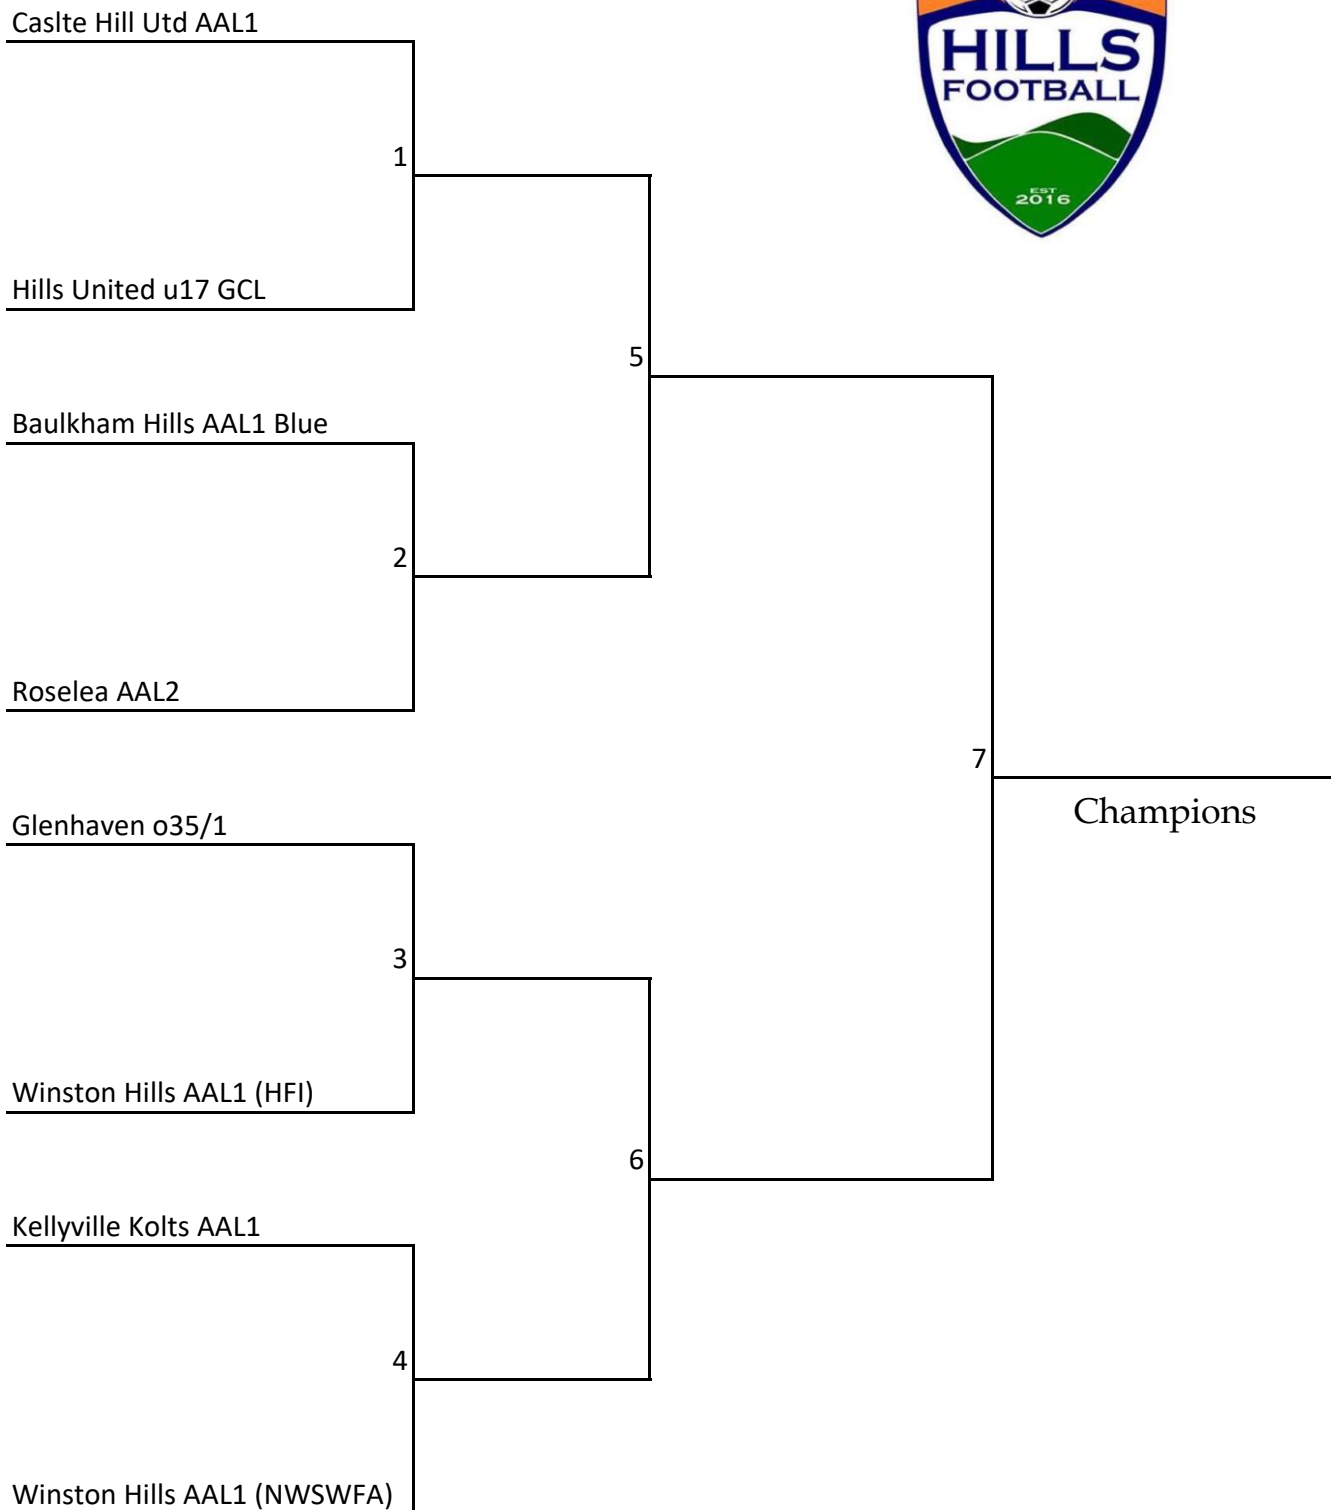 Caslte Hill Utd AAL1
HILLS
FOOTBALL
EST
2016
1
Hills United u17 GCL
5
Baulkham Hills AAL1 Blue
2
Roselea AAL2
7
Champions
Glenhaven o35/1
3
Winston Hills AAL1 (HFI)
6
Kellyville Kolts AAL1
4
Winston Hills AAL1 (NWSWFA)